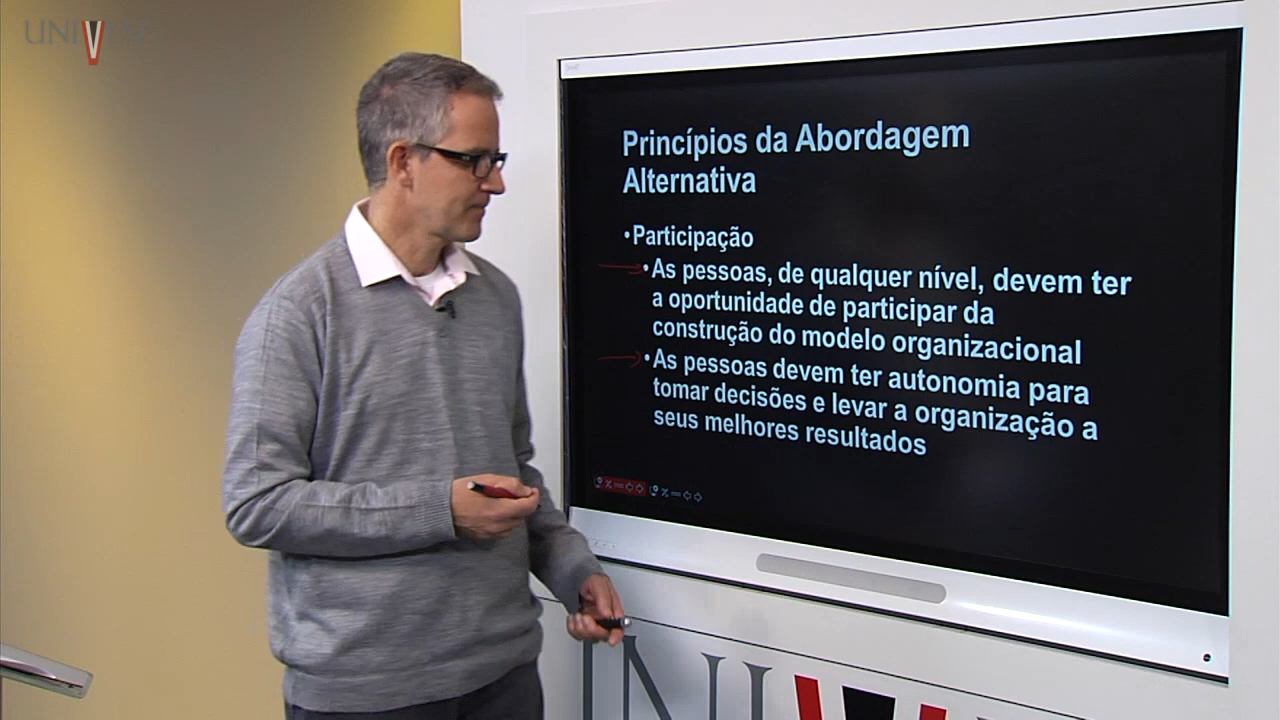 UNIVESP
Princípios da Abordagem
Alternativa
•Participação
•As pessoas, de qualquer nível, devem ter
a oportunidade de participar da
construção do modelo organizacional
•As pessoas devem ter autonomia para
tomar decisões e levar a organização a
seus melhores resultados
UNIV